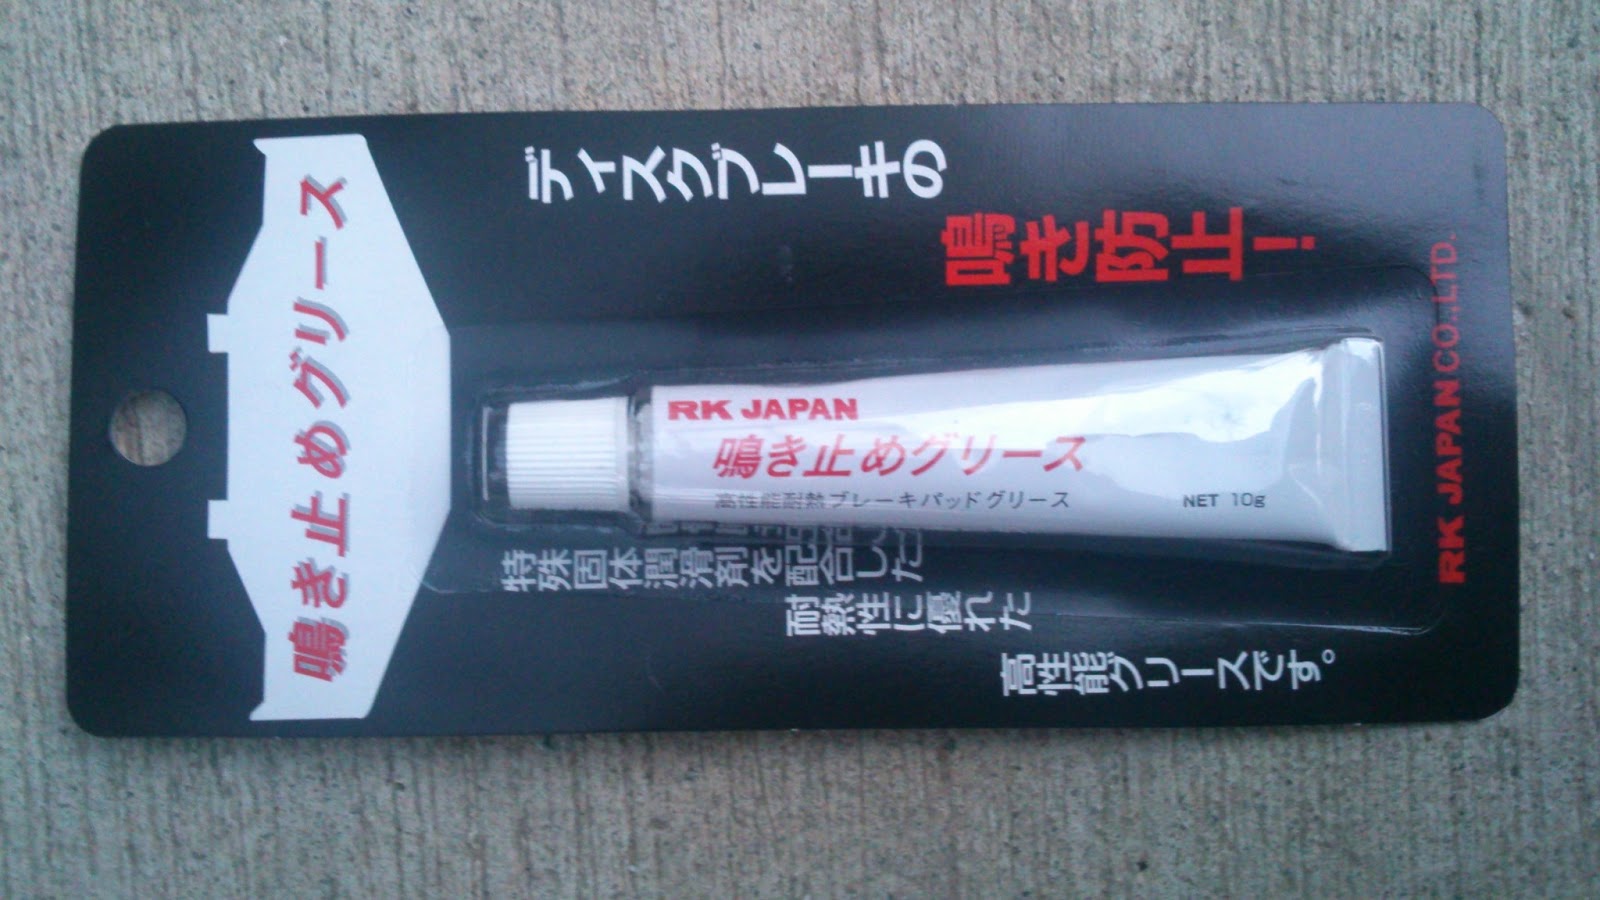 鳴き止めグリース
ディスクブレーキの
鳴き防止!
RK JAPAN
鳴き止めグリース
高性能耐熱ブレーキパッドグリース
NET 10g
特殊固体潤滑剤を配合した
耐熱性に優れた
高性能グリースです。
RK JAPAN CO.,LTD.